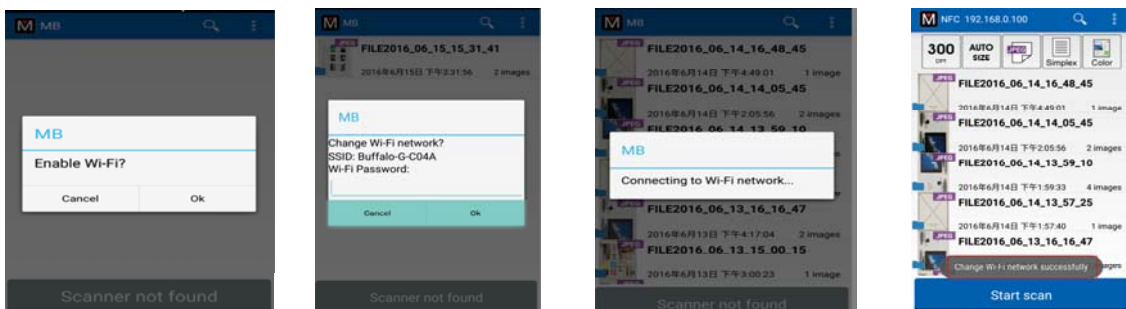 M MB
MB
Enable Wi-Fi?
Cancel Ok
Scanner not found
M MB
JPEG
FILE2016_06_15_15_31_41
2016年6月15日 下午3:31:56 2 images
MB
Change Wi-Fi network?
SSID: Buffalo-G-C04A
Wi-Fi Password:
Cancel Ok
Scanner not found
M MB
JPEG
FILE2016_06_14_16_48_45
2016年6月14日 下午4:49:01 1 image
FILE2016_06_14_14_05_45
2016年6月14日 下午2:05:56 2 images
FILE2016_06_14_13_59_10
MB
Connecting to Wi-Fi network...
FILE2016_06_13_16_16_47
2016年6月13日 下午4:17:04 2 images
FILE2016_06_13_15_00_15
2016年6月13日 下午3:00:23 1 image
Scanner not found
M NFC 192.168.0.100
300 DPI AUTO SIZE JPEG Simplex Color
JPEG
FILE2016_06_14_16_48_45
2016年6月14日 下午4:49:01 1 image
JPEG
FILE2016_06_14_14_05_45
2016年6月14日 下午2:05:56 2 images
JPEG
FILE2016_06_14_13_59_10
2016年6月14日 下午1:59:33 4 images
JPEG
FILE2016_06_14_13_57_25
2016年6月14日 下午1:57:40 1 image
JPEG
FILE2016_06_13_16_16_47
Change Wi-Fi network successfully
Start scan